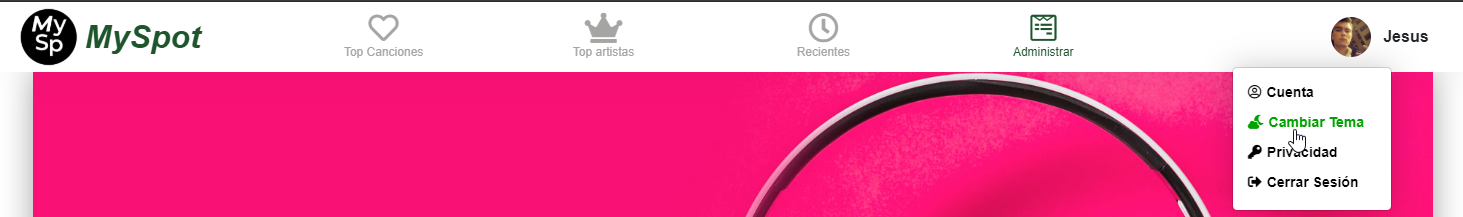 My
Sp
MySpot
Top Canciones
Top artistas
Recientes
Administrar
Jesus
Cuenta
Cambiar Tema
Privacidad
Cerrar Sesión